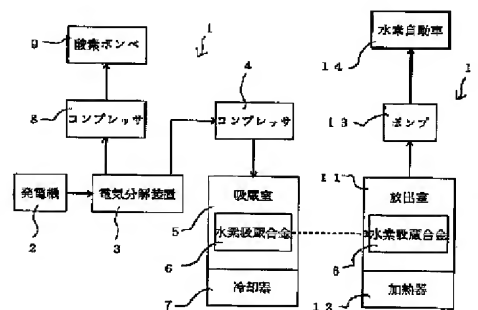 9
酸素ボンベ
1
8
コンプレッサ
4
コンプレッサ
発電機
2
電気分解装置
3
吸蔵室
5
水素吸蔵合金
6
冷却器
7
水素自動車
14
1
13
ポンプ
11
放出室
水素吸蔵合金
6
加熱器
12